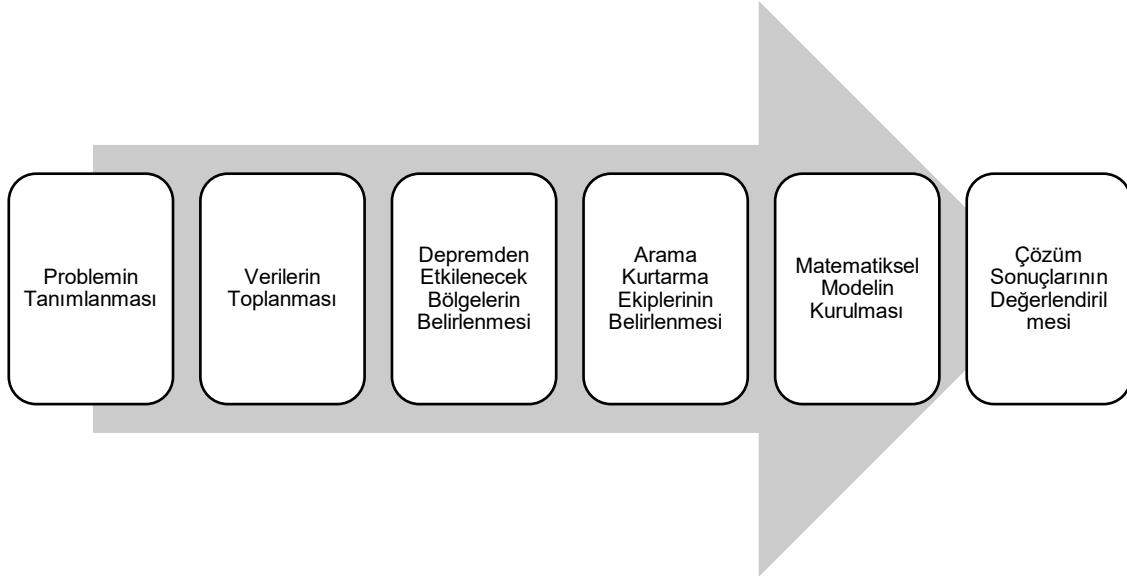 Problemin
Tanımlanması
Verilerin
Toplanması
Depremden
Etkilenecek
Bölgelerin
Belirlenmesi
Arama
Kurtarma
Ekiplerinin
Belirlenmesi
Matematiksel
Modelin
Kurulması
Çözüm
Sonuçlarının
Değerlendiril
mesi